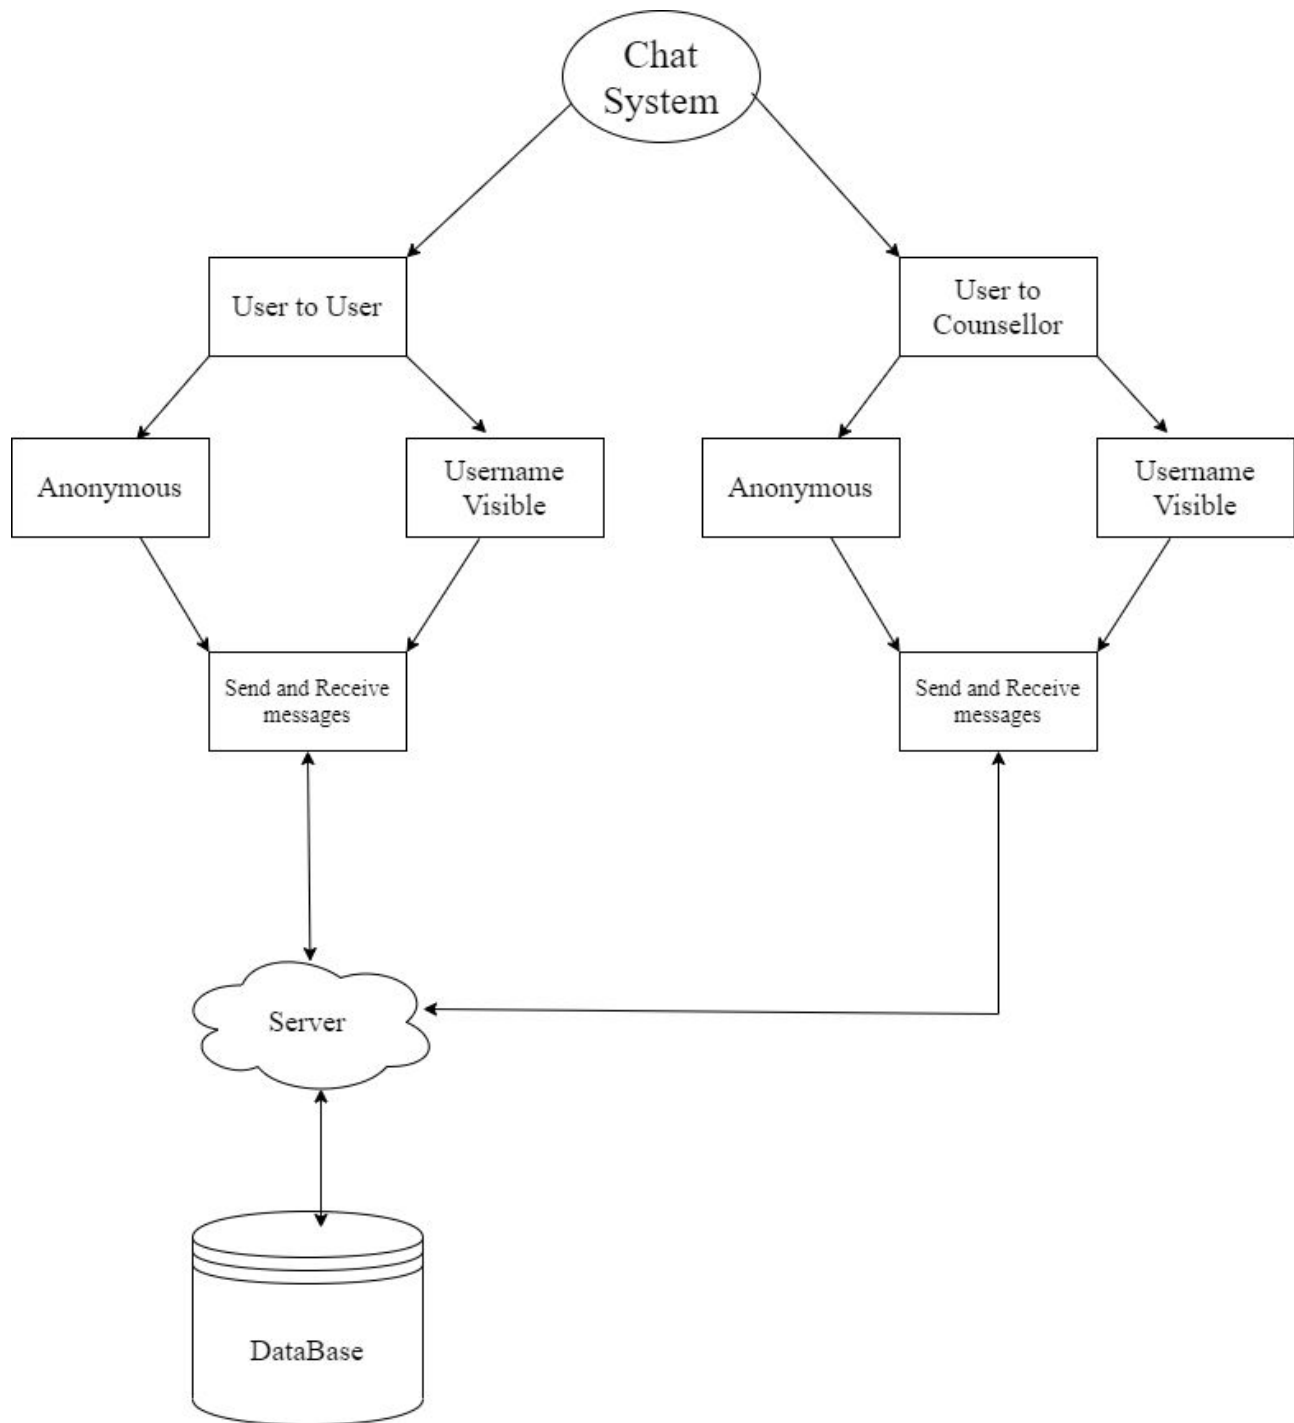 Chat
System
User to User
User to
Counsellor
Anonymous
Username
Visible
Anonymous
Username
Visible
Send and Receive
messages
Send and Receive
messages
Server
DataBase